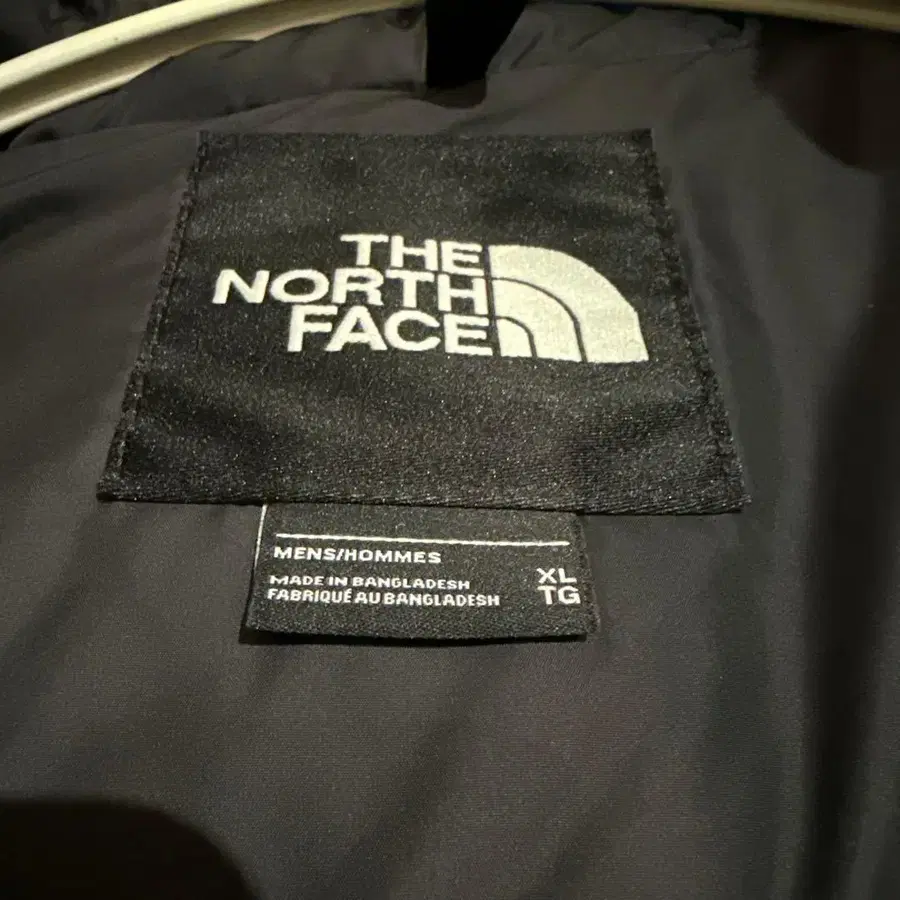 THE
NORTH
FACE
MENS/HOMMES
MADE IN BANGLADESH
FABRIQUÉ AU BANGLADESH
XL
TG